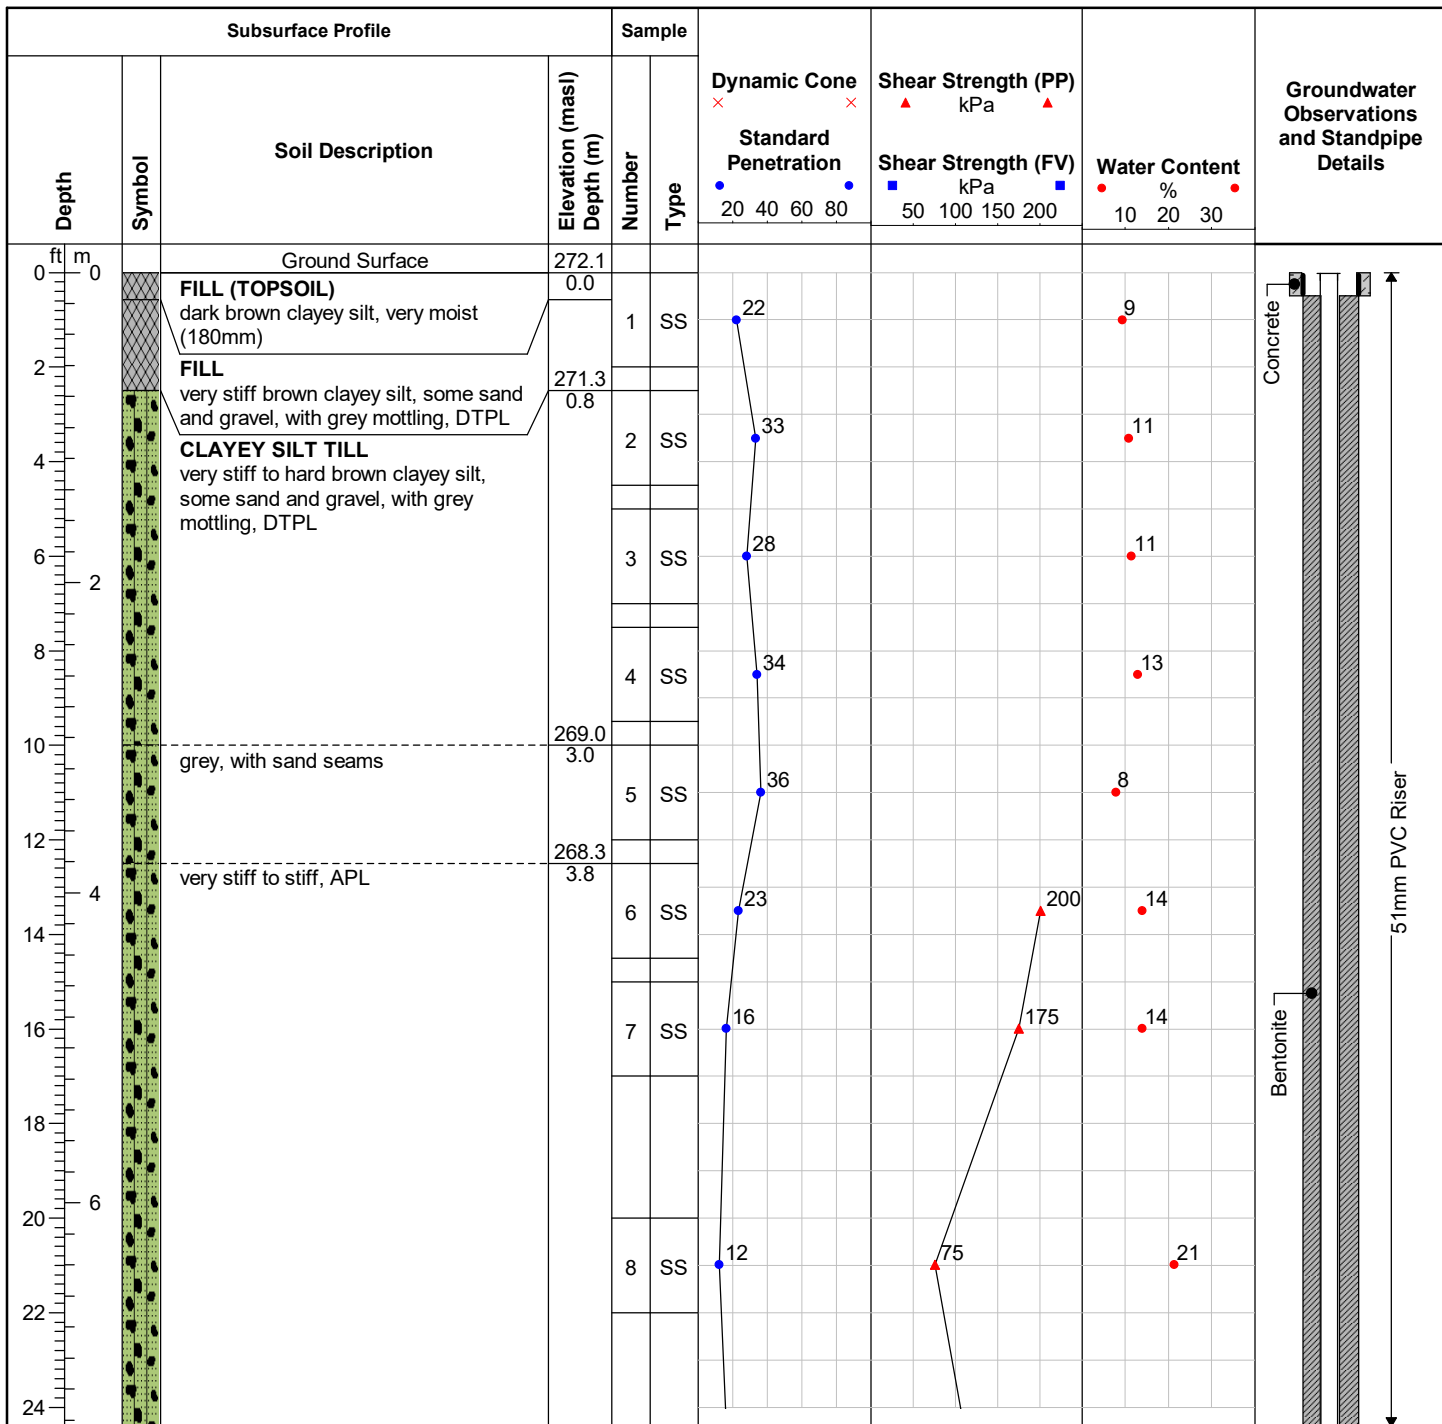 Subsurface Profile
Sample
Depth
Symbol
Soil Description
Elevation (masl)
Depth (m)
Number
Type
Dynamic Cone
Standard
Penetration
20 40 60 80
Shear Strength (PP)
kPa
Shear Strength (FV)
kPa
50 100 150 200
Water Content
%
10 20 30
Groundwater
Observations
and Standpipe
Details
ft m
Ground Surface
272.1
0 0
0.0
FILL (TOPSOIL)
dark brown clayey silt, very moist
(180mm)
1 SS
22
9
Concrete
2
FILL
very stiff brown clayey silt, some sand
and gravel, with grey mottling, DTPL
271.3
0.8
CLAYEY SILT TILL
very stiff to hard brown clayey silt,
some sand and gravel, with grey
mottling, DTPL
2 SS
33
11
4
3 SS
28
11
6
2
8
4 SS
34
13
10
269.0
3.0
grey, with sand seams
5 SS
36
8
51mm PVC Riser
12
268.3
3.8
very stiff to stiff, APL
4
6 SS
23
200
14
14
Bentonite
16
7 SS
16
175
14
18
6
20
8 SS
12
75
21
22
24